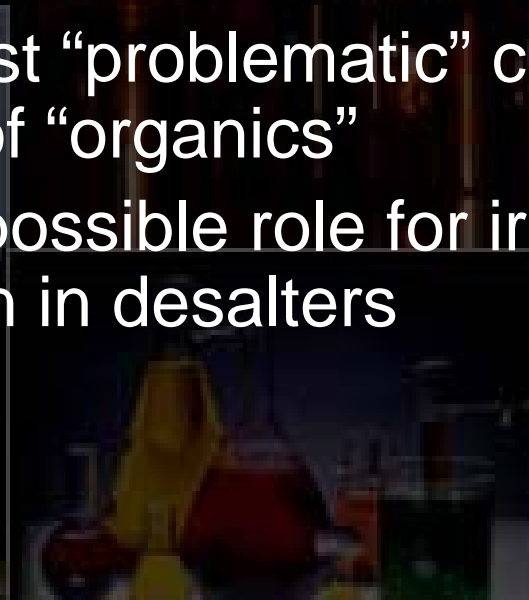 st “problematic” c
of “organics”
possible role for ir
n in desalters